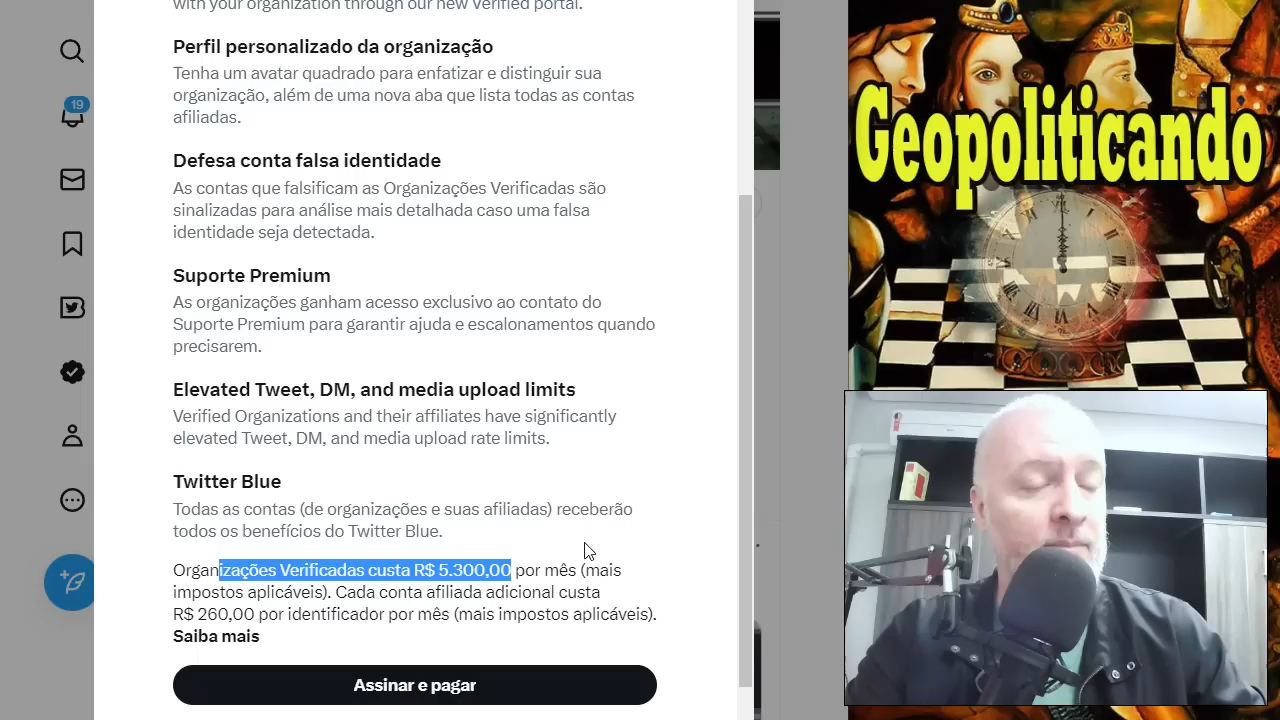 with your organization through our new Verified portal.
Perfil personalizado da organização
Tenha um avatar quadrado para enfatizar e distinguir sua
organização, além de uma nova aba que lista todas as contas
afiliadas.
Defesa conta falsa identidade
As contas que falsificam as Organizações Verificadas são
sinalizadas para análise mais detalhada caso uma falsa
identidade seja detectada.
Suporte Premium
As organizações ganham acesso exclusivo ao contato do
Suporte Premium para garantir ajuda e escalonamentos quando
precisarem.
Elevated Tweet, DM, and media upload limits
Verified Organizations and their affiliates have significantly
elevated Tweet, DM, and media upload rate limits.
Twitter Blue
Todas as contas (de organizações e suas afiliadas) receberão
todos os benefícios do Twitter Blue.
Organizações Verificadas custa R$ 5.300,00 por mês (mais
impostos aplicáveis). Cada conta afiliada adicional custa
R$ 260,00 por identificador por mês (mais impostos aplicáveis).
Saiba mais
Assinar e pagar
19
Geopoliticando